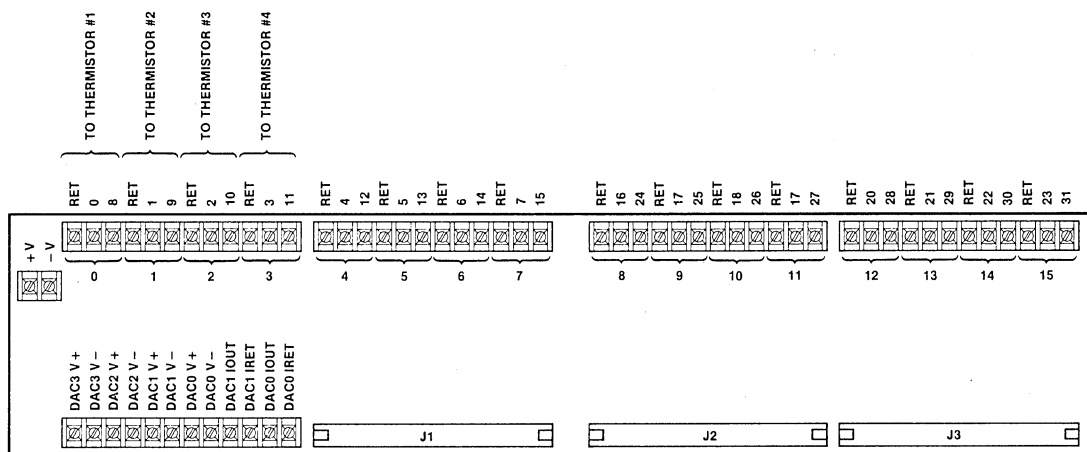 TO THERMISTOR #1
TO THERMISTOR #2
TO THERMISTOR #3
TO THERMISTOR #4
RET 0 8 RET 1 9 RET 2 10 RET 3 11
RET 4 12 RET 5 13 RET 6 14 RET 7 15
RET 16 24 RET 17 25 RET 18 26 RET 17 27
RET 20 28 RET 21 29 RET 22 30 RET 23 31
+V
−V
0 1 2 3 4 5 6 7 8 9 10 11 12 13 14 15
DAC3 V +
DAC3 V −
DAC2 V +
DAC2 V −
DAC1 V +
DAC1 V −
DAC0 V +
DAC0 V −
DAC1 IOUT
DAC1 IRET
DAC0 IOUT
DAC0 IRET
J1 J2 J3